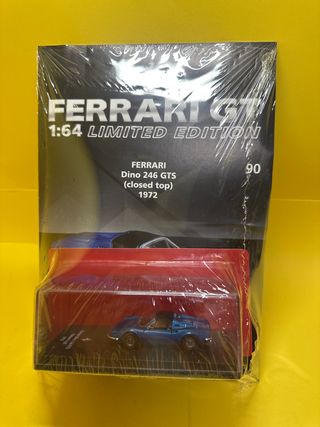 FERRARI GT
1:64 LIMITED EDITION
FERRARI
Dino 246 GTS
(closed top)
1972
90